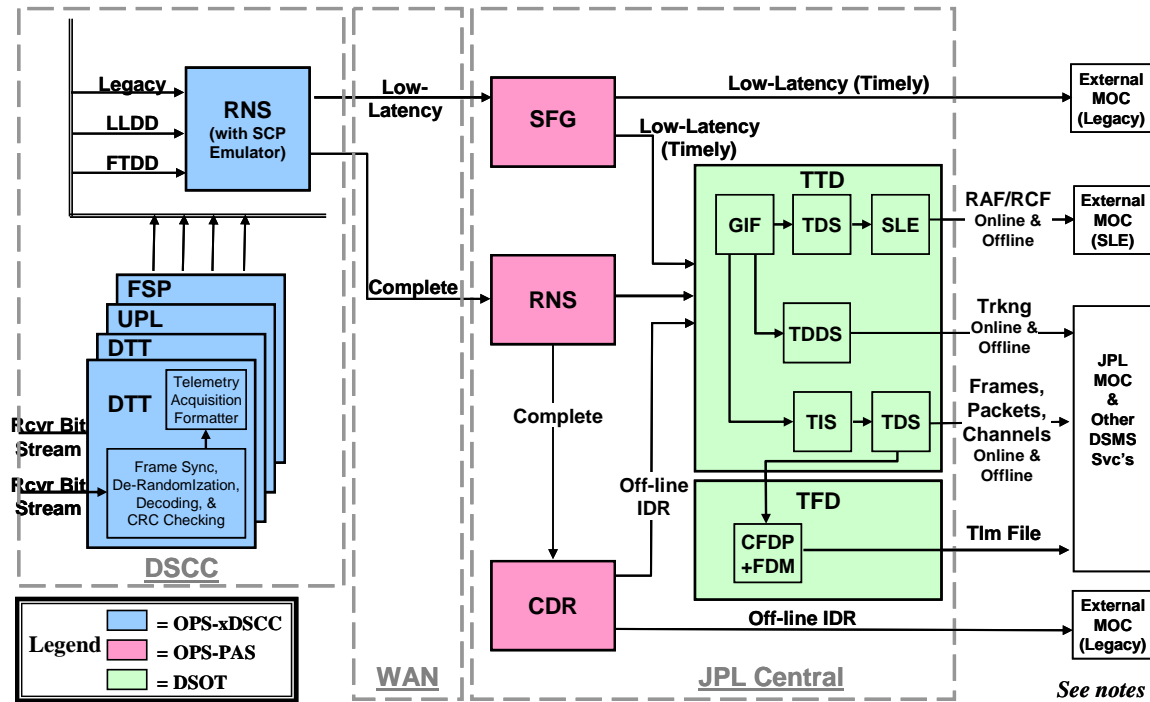 Legacy
LLDD
FTDD
RNS
(with SCP
Emulator)
FSP
UPL
DTT
DTT
Telemetry
Acquisition
Formatter
Rcvr Bit
Stream
Rcvr Bit
Stream
Frame Sync,
De-RandomIzation,
Decoding, &
CRC Checking
DSCC
Low-
Latency
Complete
WAN
SFG
RNS
Complete
CDR
Low-Latency (Timely)
Low-Latency
(Timely)
Off-line
IDR
Off-line IDR
TTD
GIF
TDS
SLE
TDDS
TIS
TDS
TFD
CFDP
+FDM
JPL Central
RAF/RCF
Online &
Offline
Trkng
Online &
Offline
Frames,
Packets,
Channels
Online &
Offline
Tlm File
External
MOC
(Legacy)
External
MOC
(SLE)
JPL
MOC
&
Other
DSMS
Svc's
External
MOC
(Legacy)
Legend
= OPS-xDSCC
= OPS-PAS
= DSOT
See notes